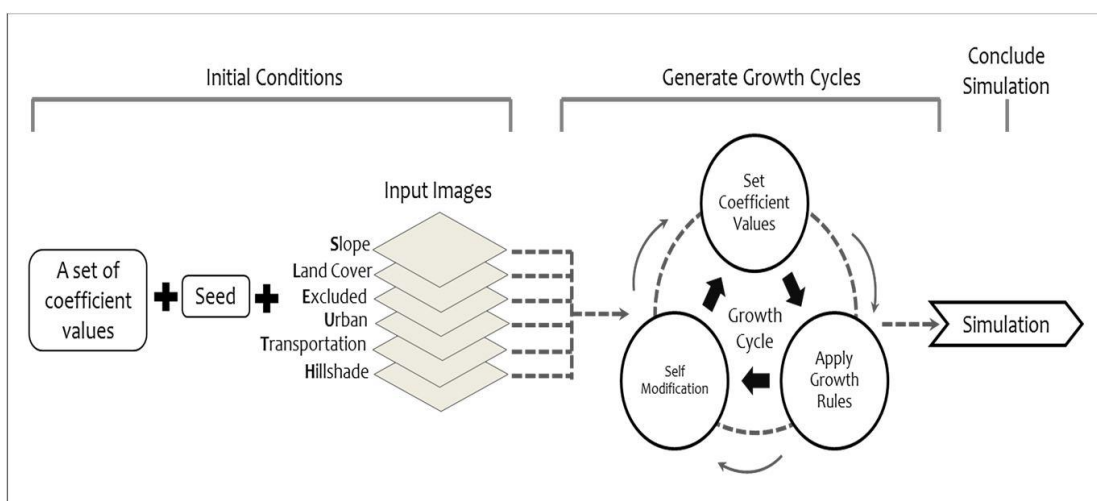 Initial Conditions
Generate Growth Cycles
Conclude
Simulation
Input Images
A set of
coefficient
values
Seed
Slope
Land Cover
Excluded
Urban
Transportation
Hillshade
Set
Coefficient
Values
Growth
Cycle
Self
Modification
Apply
Growth
Rules
Simulation